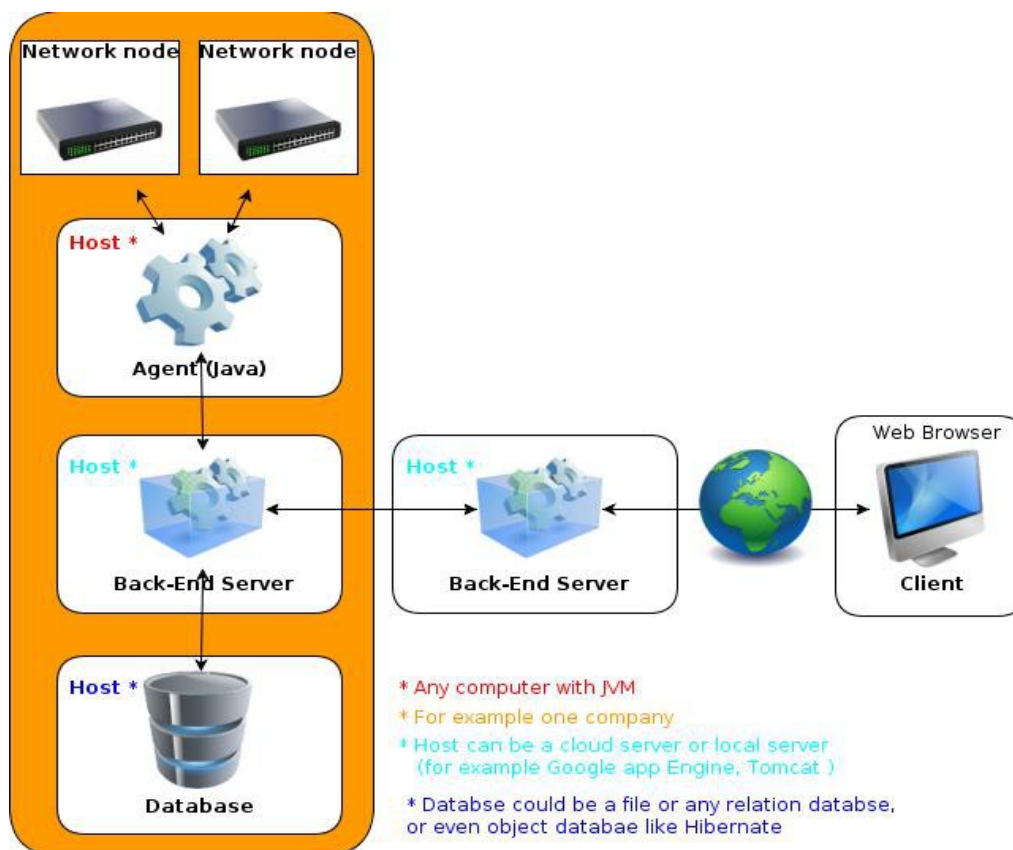 Network node
Network node
Host *
Agent (Java)
Host *
Back-End Server
Host *
Back-End Server
Web Browser
Client
Host *
Database
* Any computer with JVM
* For example one company
* Host can be a cloud server or local server
(for example Google app Engine, Tomcat )
* Databse could be a file or any relation databse,
or even object databae like Hibernate